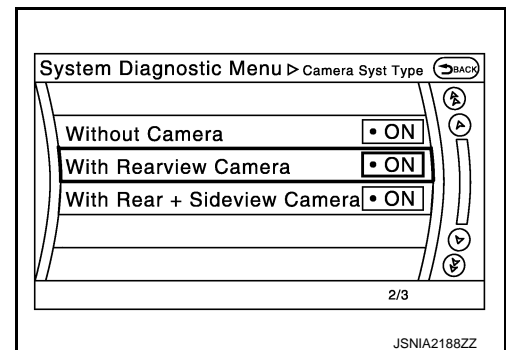 System Diagnostic Menu ▷ Camera Syst Type BACK
Without Camera • ON
With Rearview Camera • ON
With Rear + Sideview Camera • ON
2/3
JSNIA2188ZZ